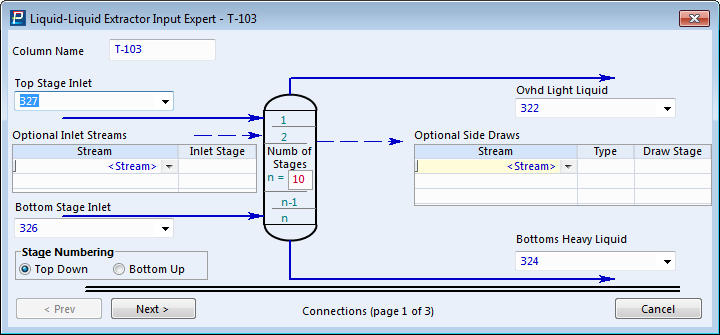 Liquid-Liquid Extractor Input Expert - T-103
Column Name T-103
Top Stage Inlet
327
Ovhd Light Liquid
322
1
2
Optional Inlet Streams
Stream Inlet Stage
<Stream>
Numb of
Stages
n = 10
Optional Side Draws
Stream Type Draw Stage
<Stream>
n-1
n
Bottom Stage Inlet
326
Bottoms Heavy Liquid
324
Stage Numbering
Top Down Bottom Up
< Prev Next > Connections (page 1 of 3) Cancel